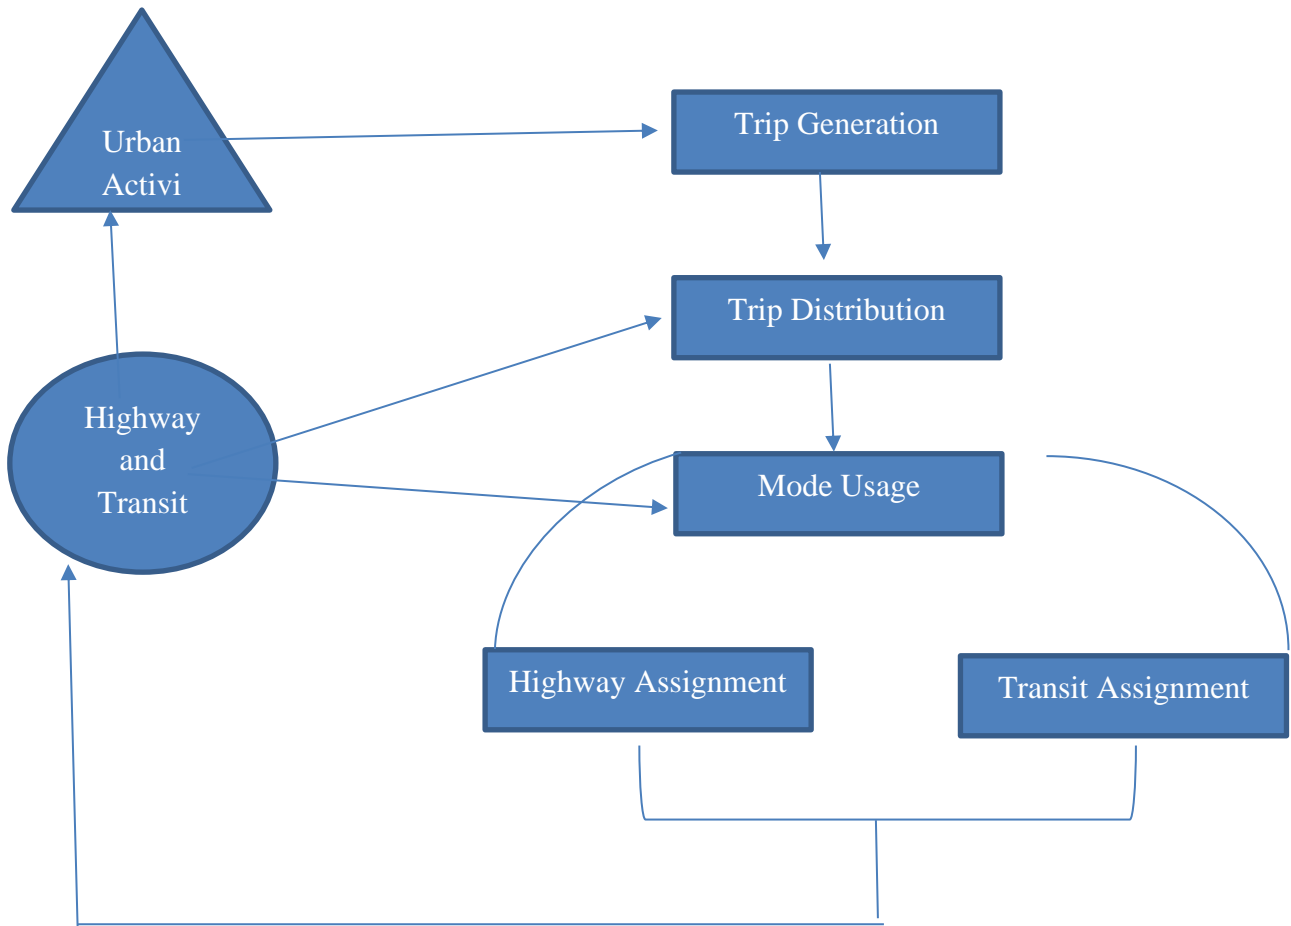 Urban
Activi
Trip Generation
Trip Distribution
Highway
and
Transit
Mode Usage
Highway Assignment
Transit Assignment